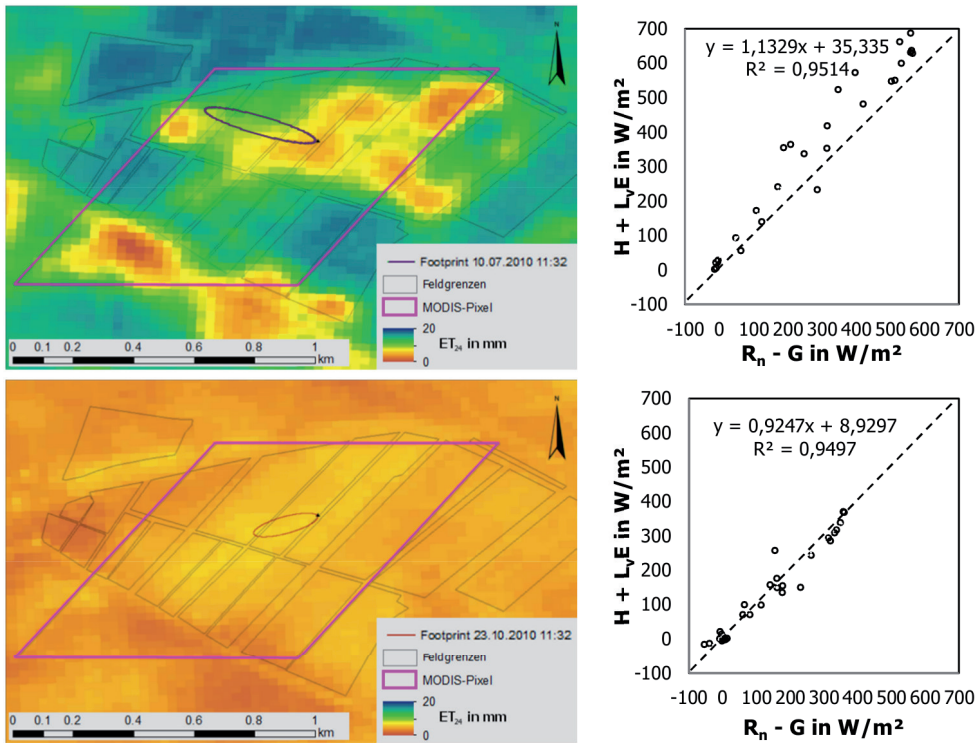 N
Footprint 10.07.2010 11:32
Feldgrenzen
MODIS-Pixel
20
ET₂₄ in mm
0
0 0.1 0.2 0.4 0.6 0.8 1
km
y = 1,1329x + 35,335
R² = 0,9514
H + LᵥE in W/m²
700
600
500
400
300
200
100
0
-100
-100 0 100 200 300 400 500 600 700
Rₙ - G in W/m²
N
Footprint 23.10.2010 11:32
Feldgrenzen
MODIS-Pixel
20
ET₂₄ in mm
0
0 0.1 0.2 0.4 0.6 0.8 1
km
y = 0,9247x + 8,9297
R² = 0,9497
H + LᵥE in W/m²
700
600
500
400
300
200
100
0
-100
-100 0 100 200 300 400 500 600 700
Rₙ - G in W/m²